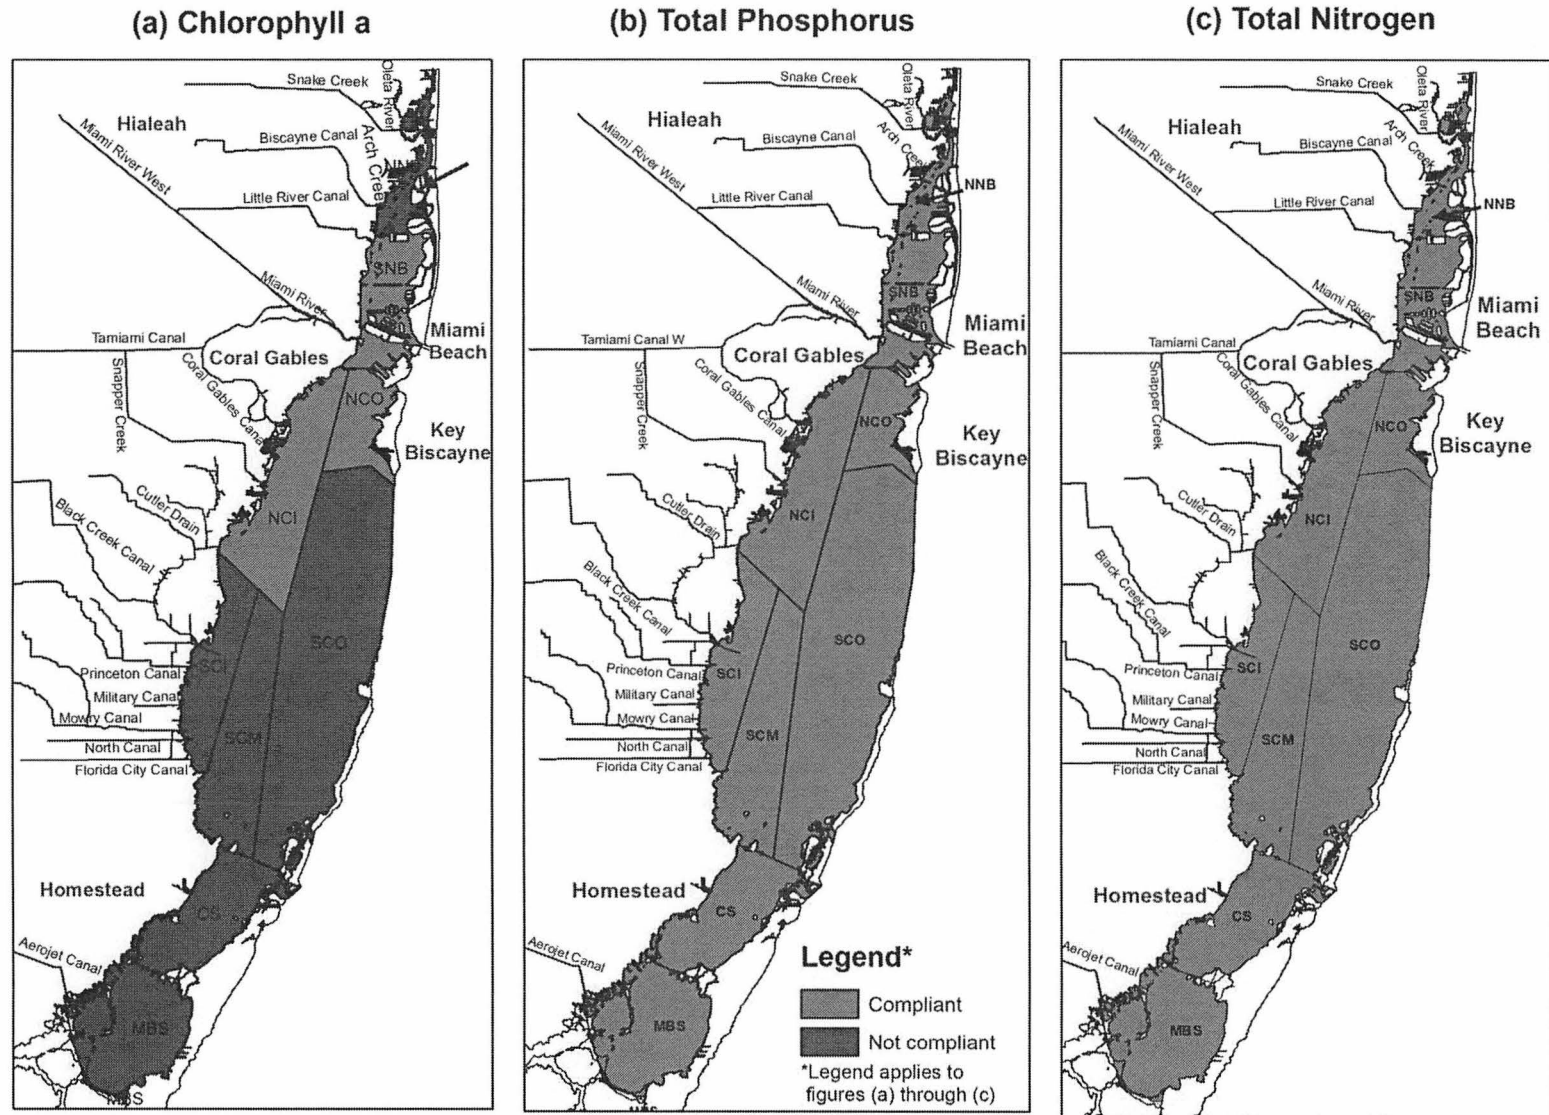 (a) Chlorophyll a
Snake Creek
Oleta River
Hialeah
Arch Creek
Biscayne Canal
Miami River West
NNB
Little River Canal
SNB
Miami River
Miami
Beach
Tamiami Canal
Coral Gables
Snapper Creek
Coral Gables Canal
NCO
Key
Biscayne
NCI
Cutler Drain
Black Creek Canal
SCO
SCI
Princeton Canal
Military Canal
Mowry Canal
SCM
North Canal
Florida City Canal
Homestead
CS
Aerojet Canal
MBS
MBS
(b) Total Phosphorus
Snake Creek
Oleta River
Hialeah
Arch Creek
Biscayne Canal
Miami River West
NNB
Little River Canal
SNB
Miami River
Miami
Beach
Tamiami Canal W
Coral Gables
Snapper Creek
Coral Gables Canal
NCO
Key
Biscayne
NCI
Cutler Drain
Black Creek Canal
SCO
SCI
Princeton Canal
Military Canal
Mowry Canal
SCM
North Canal
Florida City Canal
Homestead
CS
Aerojet Canal
MBS
MBS
Legend*
Compliant
Not compliant
*Legend applies to
figures (a) through (c)
(c) Total Nitrogen
Snake Creek
Oleta River
Hialeah
Arch Creek
Biscayne Canal
Miami River West
NNB
Little River Canal
SNB
Miami River
Miami
Beach
Tamiami Canal
Coral Gables
Snapper Creek
Coral Gables Canal
NCO
Key
Biscayne
NCI
Cutler Drain
Black Creek Canal
SCO
SCI
Princeton Canal
Military Canal
Mowry Canal
SCM
North Canal
Florida City Canal
Homestead
CS
Aerojet Canal
MBS